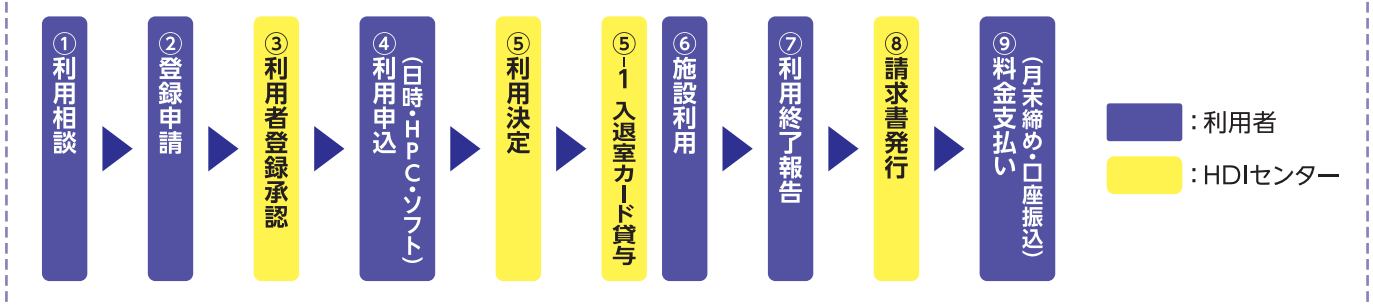 ①利用相談
②登録申請
③利用者登録承認
④利用申込
(日時・HPC・ソフト)
⑤利用決定
⑤-1 入退室カード貸与
⑥施設利用
⑦利用終了報告
⑧請求書発行
⑨料金支払い
(月末締め・口座振込)
：利用者
：HDIセンター